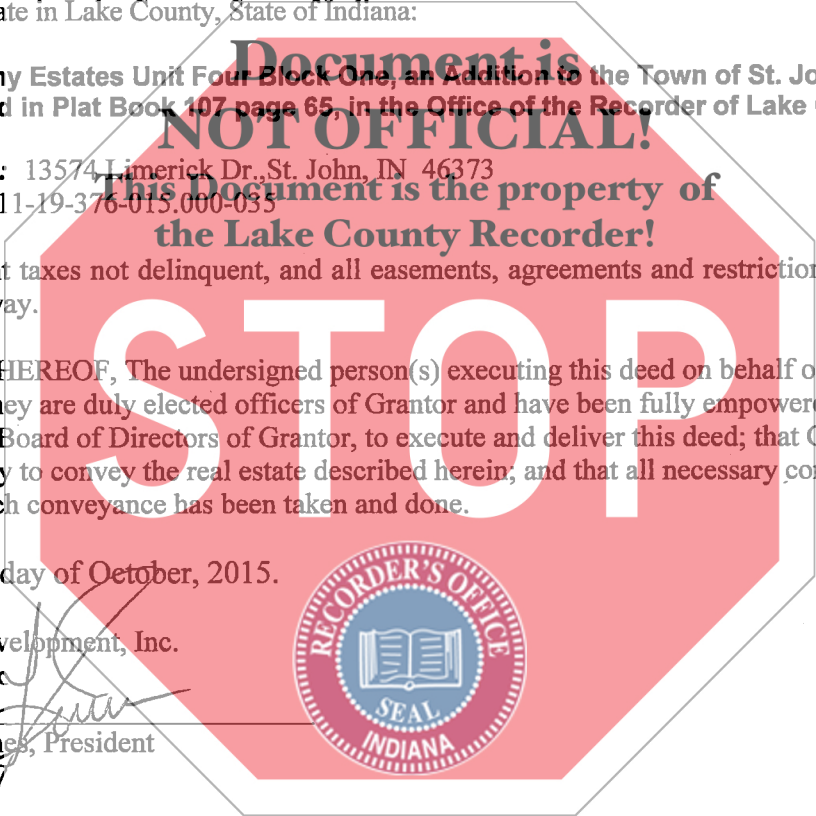 ate in Lake County, State of Indiana:
Document is
ny Estates Unit Four Block One, an Addition to the Town of St. Jo
d in Plat Book 107 page 65, in the Office of the Recorder of Lake
NOT OFFICIAL!
: 13574 Limerick Dr.,St. John, IN 46373
This Document is the property of
11-19-376-015.000-035
the Lake County Recorder!
t taxes not delinquent, and all easements, agreements and restriction
ay.
STOP
HEREOF, The undersigned person(s) executing this deed on behalf o
ey are duly elected officers of Grantor and have been fully empowere
Board of Directors of Grantor, to execute and deliver this deed; that
y to convey the real estate described herein; and that all necessary cor
h conveyance has been taken and done.
day of October, 2015.
RECORDER'S OFFICE
velopment, Inc.
SEAL
INDIANA
es, President